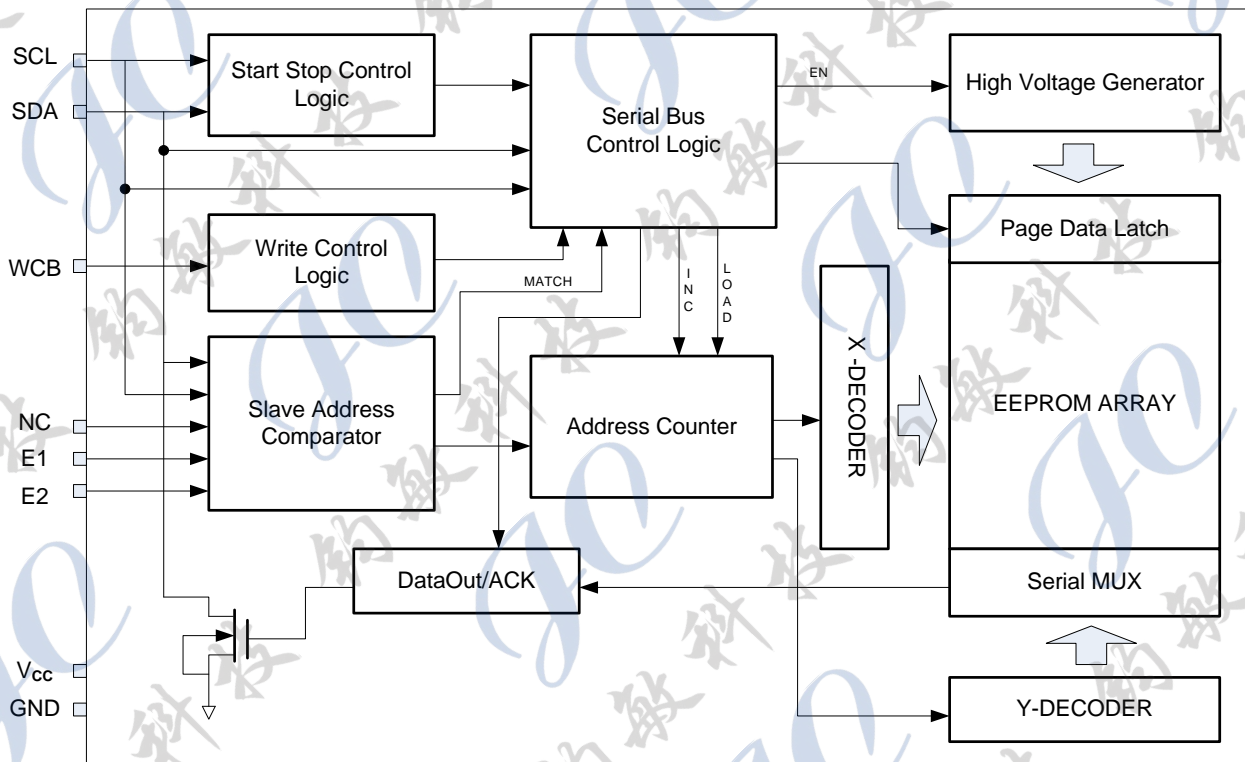 SCL
SDA
WCB
NC
E1
E2
Vcc
GND
Start Stop Control
Logic
Write Control
Logic
Slave Address
Comparator
Serial Bus
Control Logic
EN
MATCH
INC
LOAD
Address Counter
DataOut/ACK
X -DECODER
High Voltage Generator
Page Data Latch
EEPROM ARRAY
Serial MUX
Y-DECODER